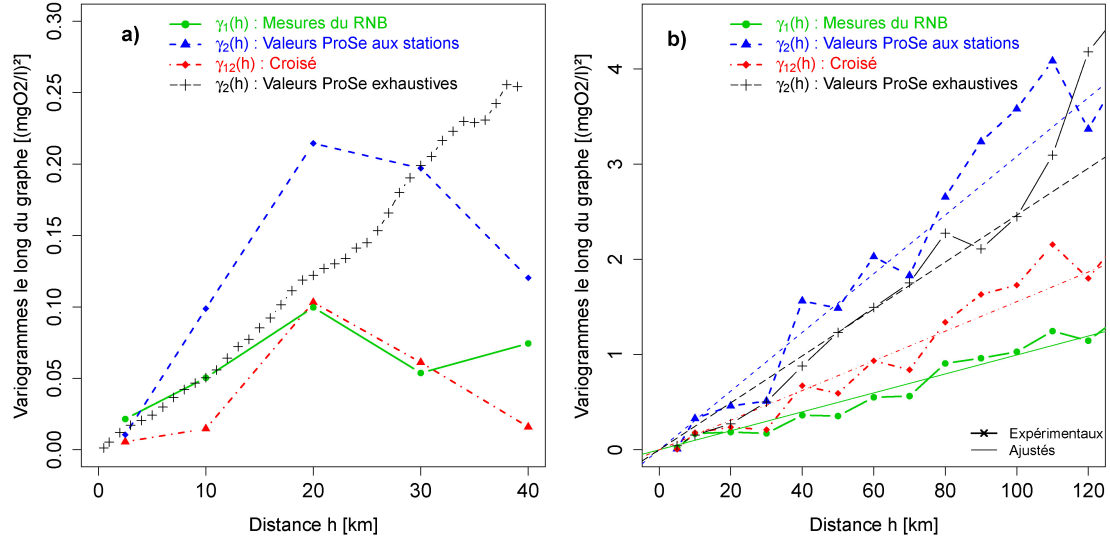 a)
γ₁(h) : Mesures du RNB
γ₂(h) : Valeurs ProSe aux stations
γ₁₂(h) : Croisé
γ₂(h) : Valeurs ProSe exhaustives
Variogrammes le long du graphe [(mgO2/l)²]
0.30
0.25
0.20
0.15
0.10
0.05
0.00
0 10 20 30 40
Distance h [km]
b)
γ₁(h) : Mesures du RNB
γ₂(h) : Valeurs ProSe aux stations
γ₁₂(h) : Croisé
γ₂(h) : Valeurs ProSe exhaustives
Variogrammes le long du graphe [(mgO2/l)²]
4
3
2
1
0
Expérimentaux
Ajustés
0 20 40 60 80 100 120
Distance h [km]